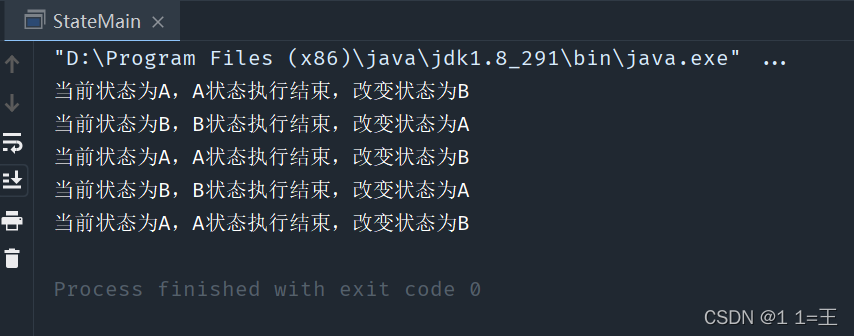 StateMain
"D:\Program Files (x86)\java\jdk1.8_291\bin\java.exe" ...
当前状态为A，A状态执行结束，改变状态为B
当前状态为B，B状态执行结束，改变状态为A
当前状态为A，A状态执行结束，改变状态为B
当前状态为B，B状态执行结束，改变状态为A
当前状态为A，A状态执行结束，改变状态为B
Process finished with exit code 0
CSDN @1 1=王